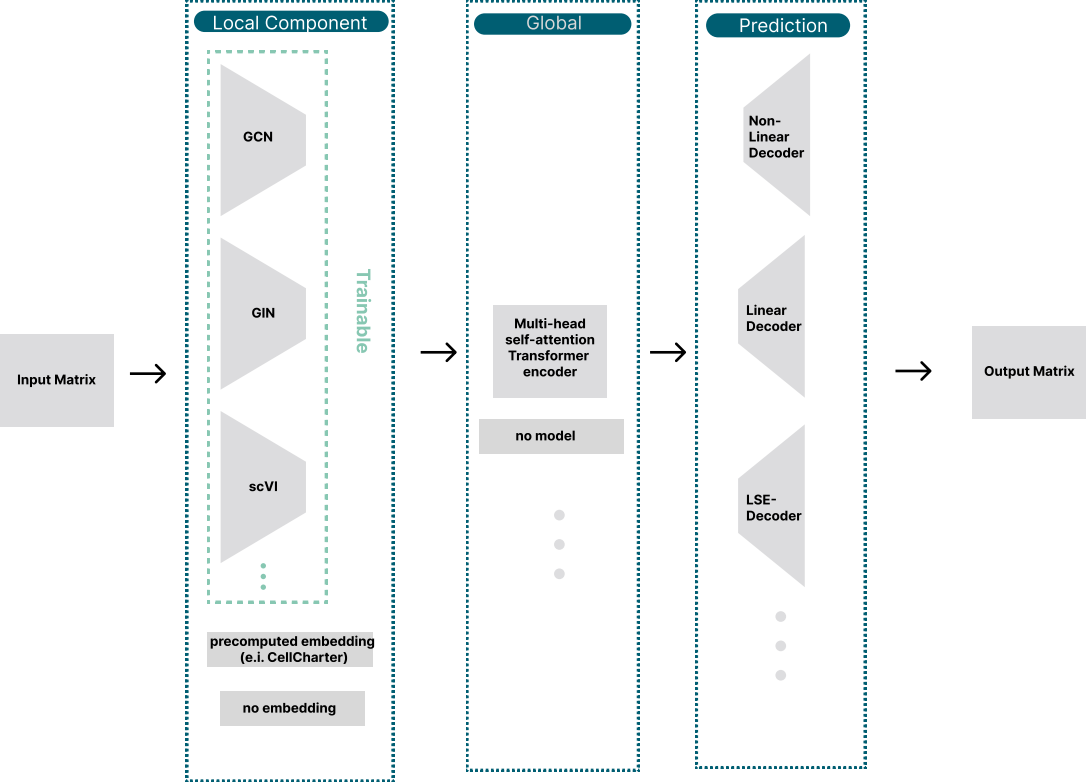 Local Component
Global
Prediction
GCN
GIN
scVI
Trainable
precomputed embedding
(e.i. CellCharter)
no embedding
Input Matrix
Multi-head
self-attention
Transformer
encoder
no model
Non-
Linear
Decoder
Linear
Decoder
LSE-
Decoder
Output Matrix